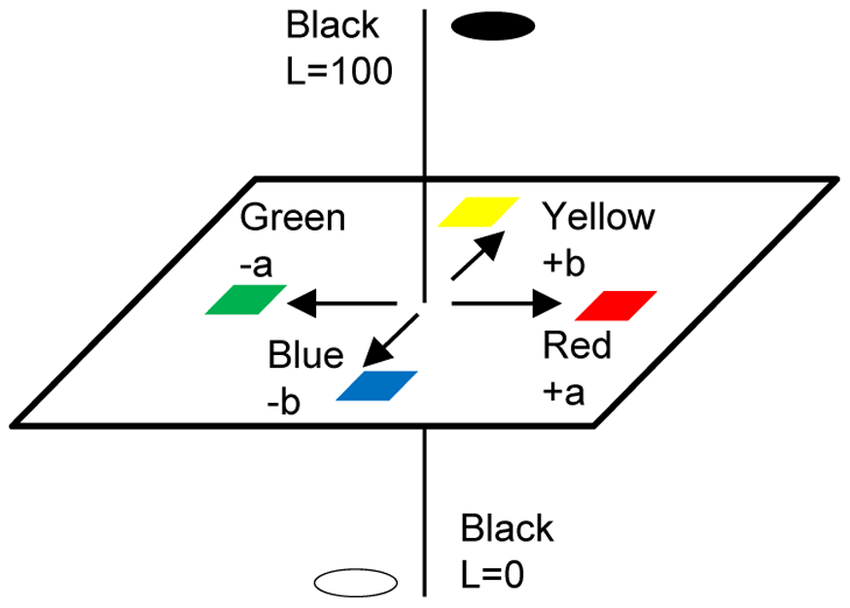 Black
L=100
Green
-a
Yellow
+b
Blue
-b
Red
+a
Black
L=0